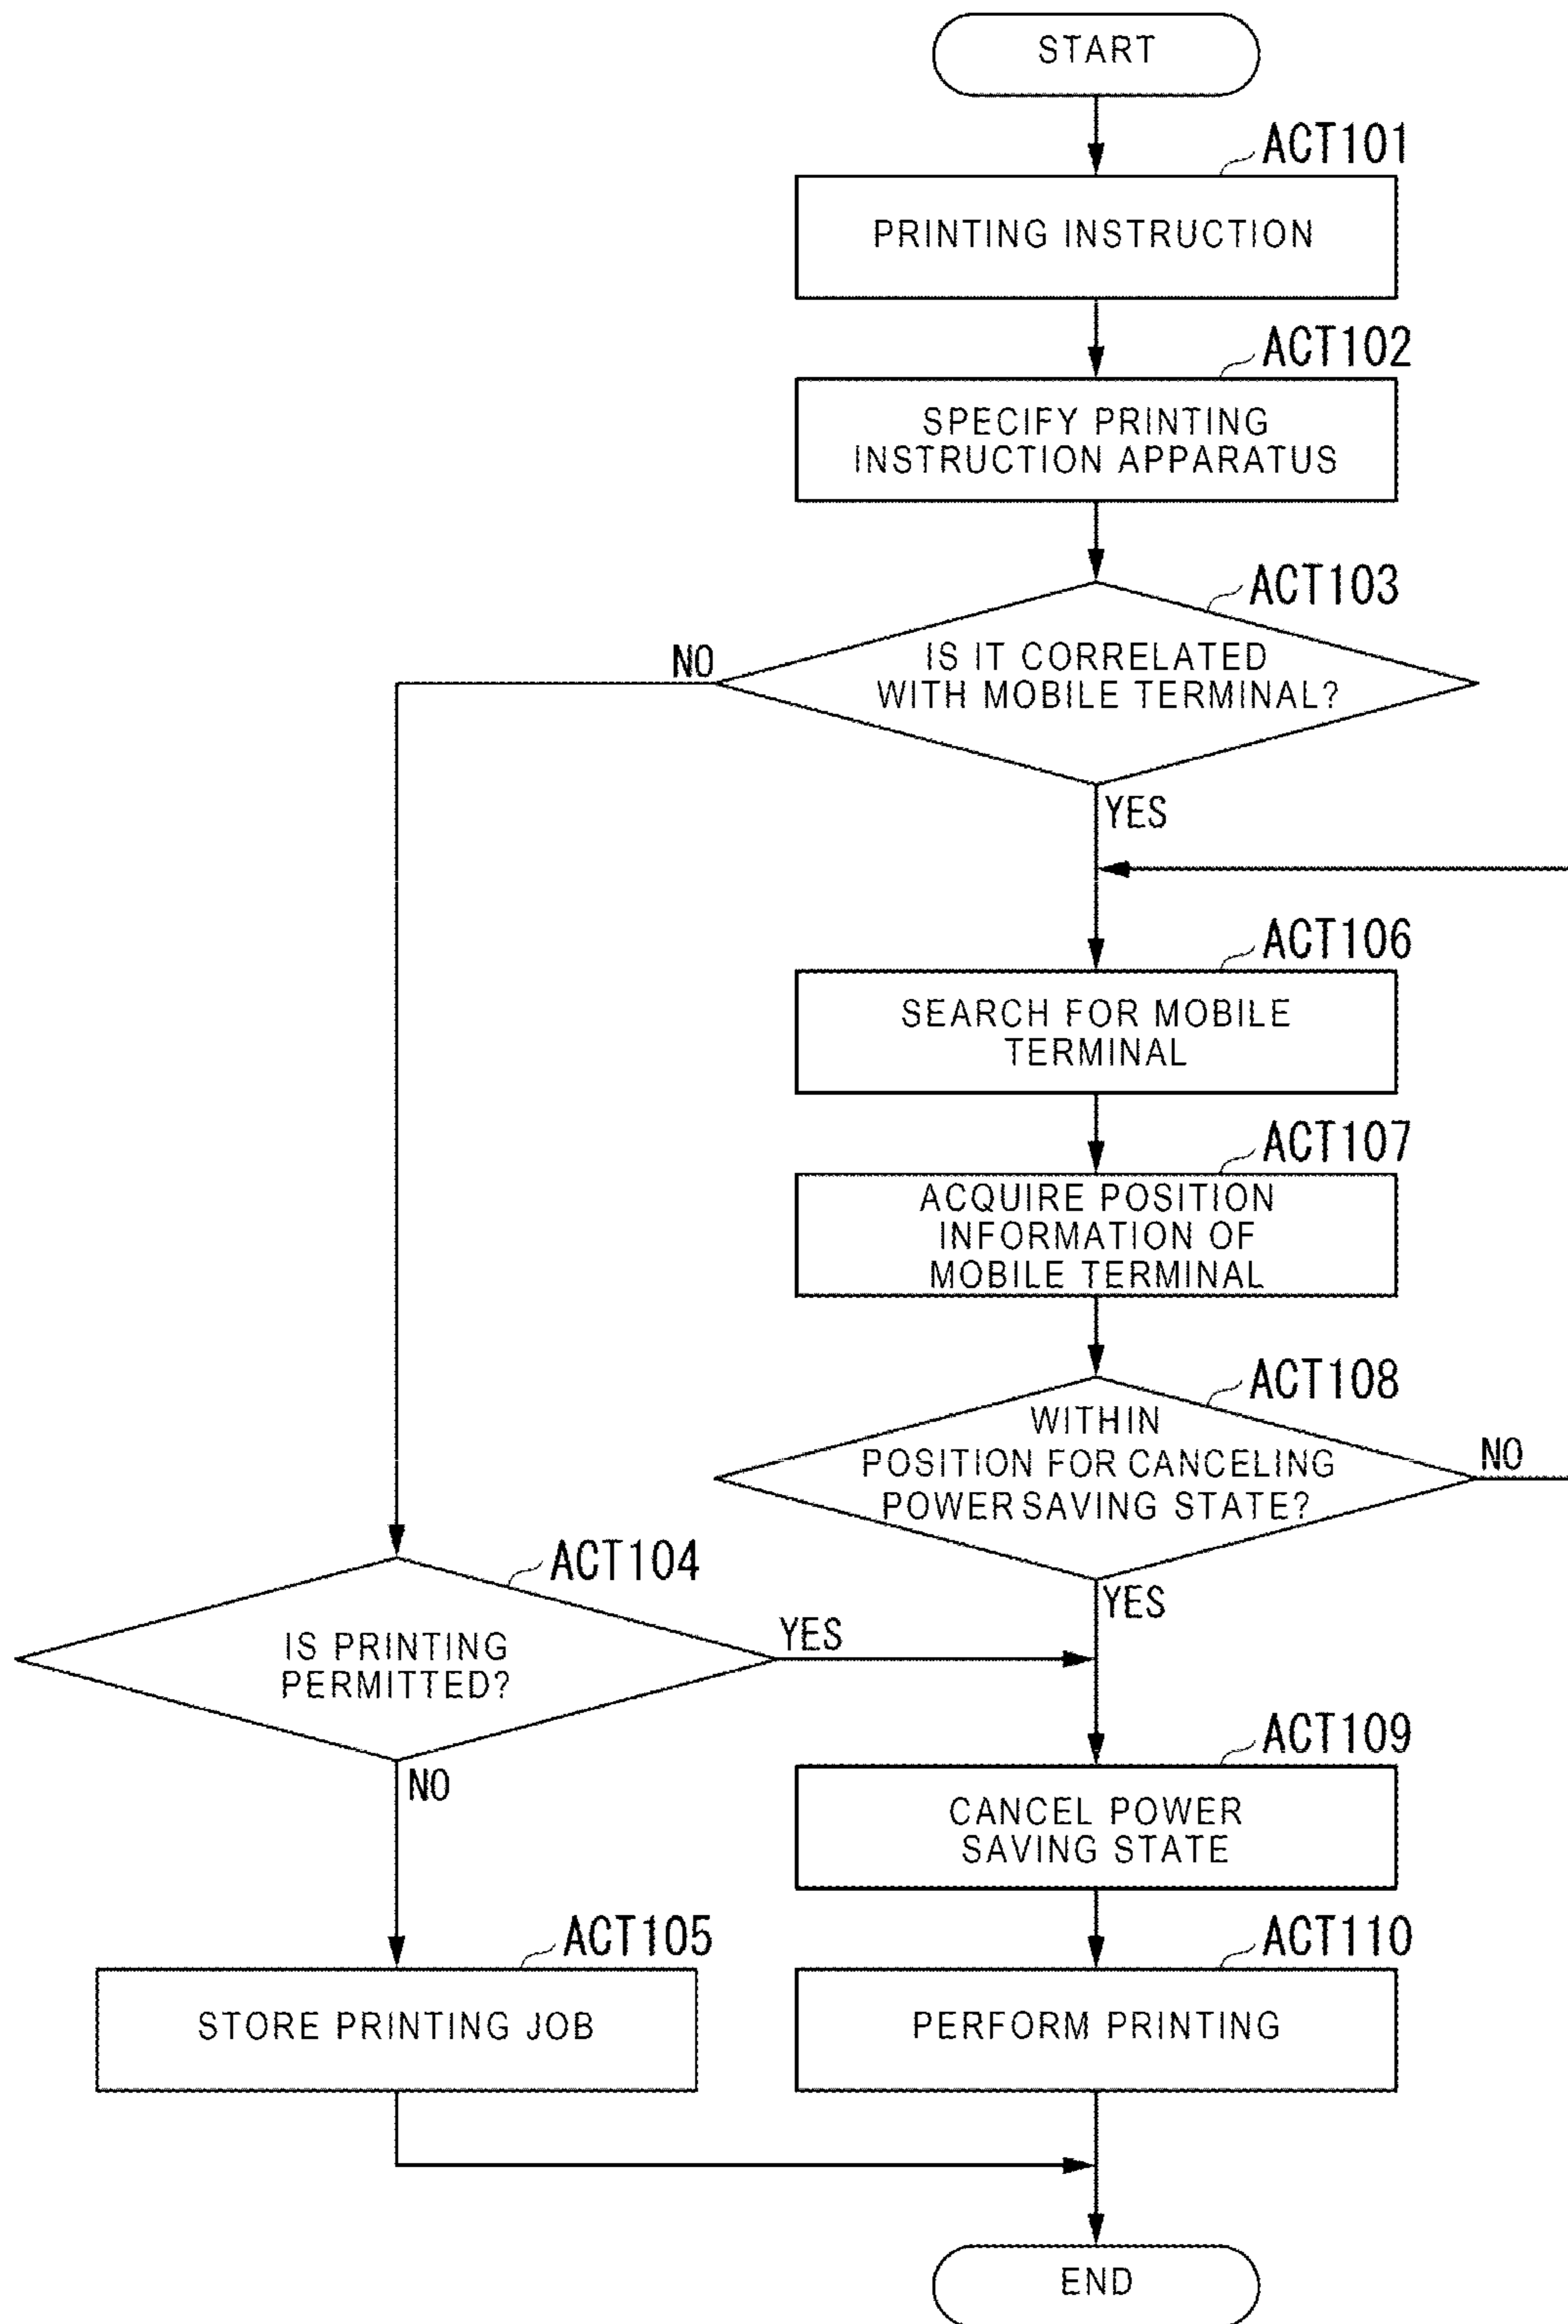 START
ACT101
PRINTING INSTRUCTION
ACT102
SPECIFY PRINTING
INSTRUCTION APPARATUS
ACT103
IS IT CORRELATED
WITH MOBILE TERMINAL?
NO
YES
ACT106
SEARCH FOR MOBILE
TERMINAL
ACT107
ACQUIRE POSITION
INFORMATION OF
MOBILE TERMINAL
ACT108
WITHIN
POSITION FOR CANCELING
POWER SAVING STATE?
NO
YES
ACT104
IS PRINTING
PERMITTED?
YES
NO
ACT109
CANCEL POWER
SAVING STATE
ACT105
STORE PRINTING JOB
ACT110
PERFORM PRINTING
END